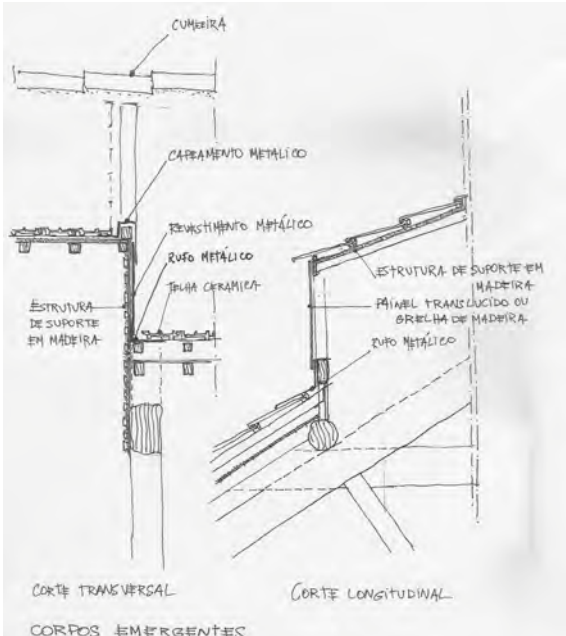 CUMEEIRA
CAPEAMENTO METÁLICO
REVESTIMENTO METÁLICO
RUFO METÁLICO
TELHA CERÂMICA
ESTRUTURA
DE SUPORTE
EM MADEIRA
ESTRUTURA DE SUPORTE EM
MADEIRA
PAINEL TRANSLUCIDO OU
GRELHA DE MADEIRA
RUFO METÁLICO
CORTE TRANSVERSAL
CORTE LONGITUDINAL
CORPOS EMERGENTES